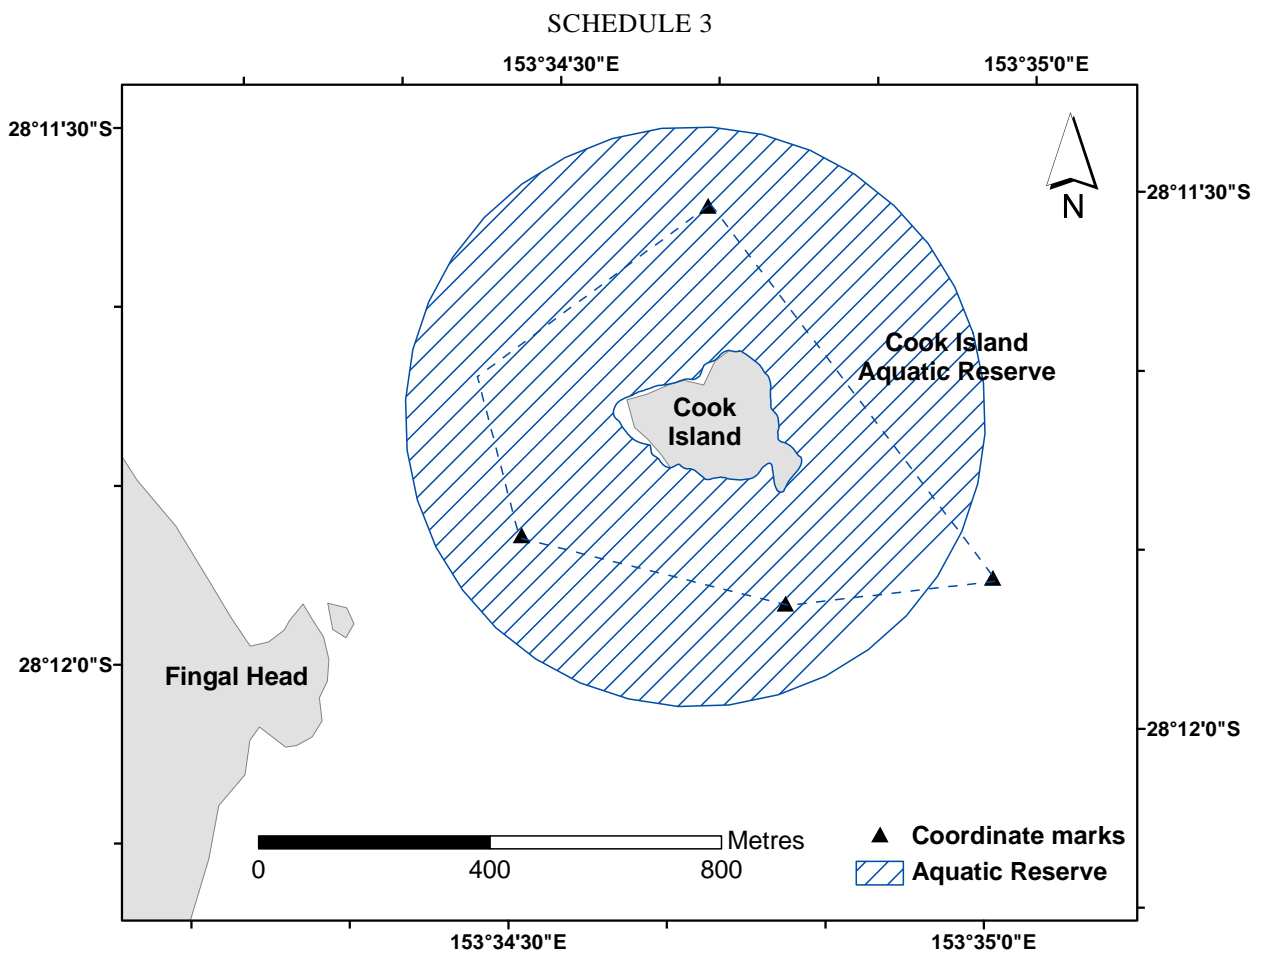 SCHEDULE 3
153°34'30"E
153°35'0"E
28°11'30"S
28°11'30"S
N
Cook Island
Aquatic Reserve
Cook
Island
28°12'0"S
Fingal Head
28°12'0"S
Metres
0
400
800
Coordinate marks
Aquatic Reserve
153°34'30"E
153°35'0"E